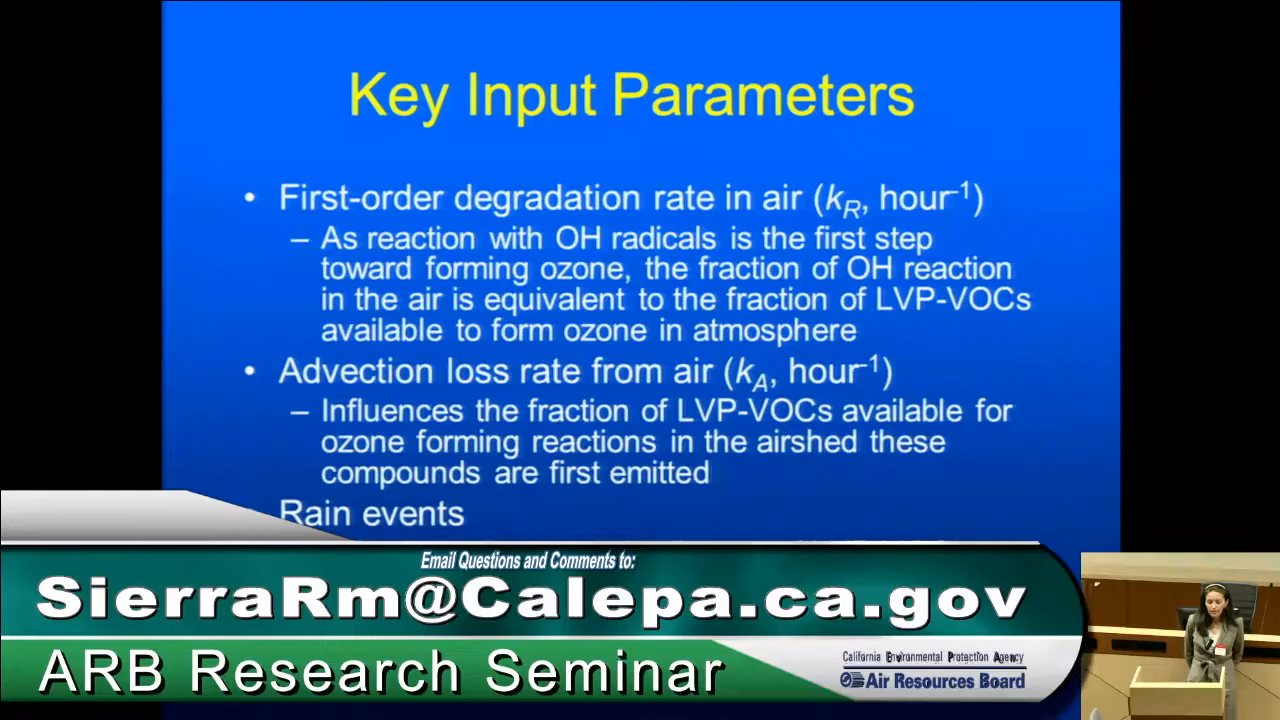 Key Input Parameters
• First-order degradation rate in air (kR, hour–1)
– As reaction with OH radicals is the first step
toward forming ozone, the fraction of OH reaction
in the air is equivalent to the fraction of LVP-VOCs
available to form ozone in atmosphere
• Advection loss rate from air (kA, hour–1)
– Influences the fraction of LVP-VOCs available for
ozone forming reactions in the airshed these
compounds are first emitted
Rain events
Email Questions and Comments to:
SierraRm@Calepa.ca.gov
ARB Research Seminar
California Environmental Protection Agency
Air Resources Board